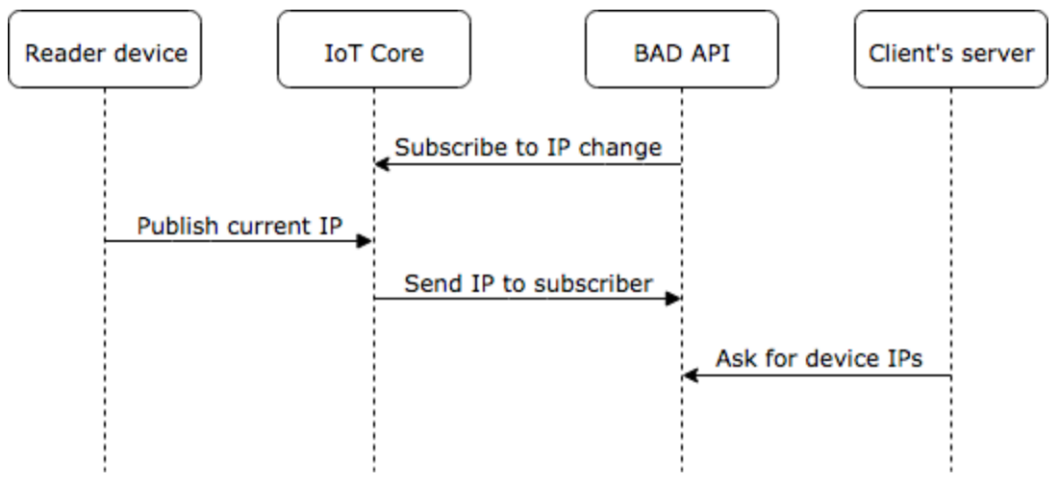 Reader device
IoT Core
BAD API
Client's server
Subscribe to IP change
Publish current IP
Send IP to subscriber
Ask for device IPs